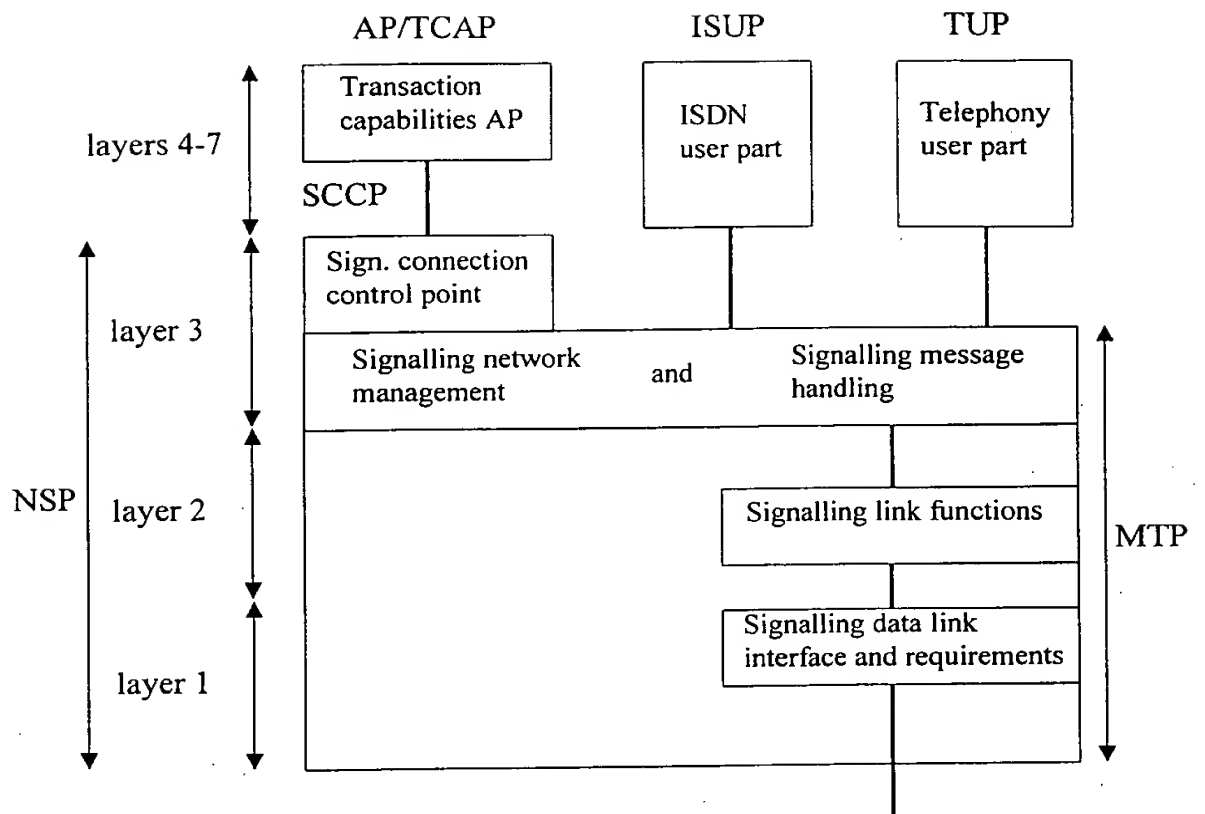 AP/TCAP
ISUP
TUP
Transaction
capabilities AP
ISDN
user part
Telephony
user part
layers 4-7
SCCP
Sign. connection
control point
layer 3
Signalling network
management
and
Signalling message
handling
NSP
layer 2
Signalling link functions
MTP
Signalling data link
interface and requirements
layer 1